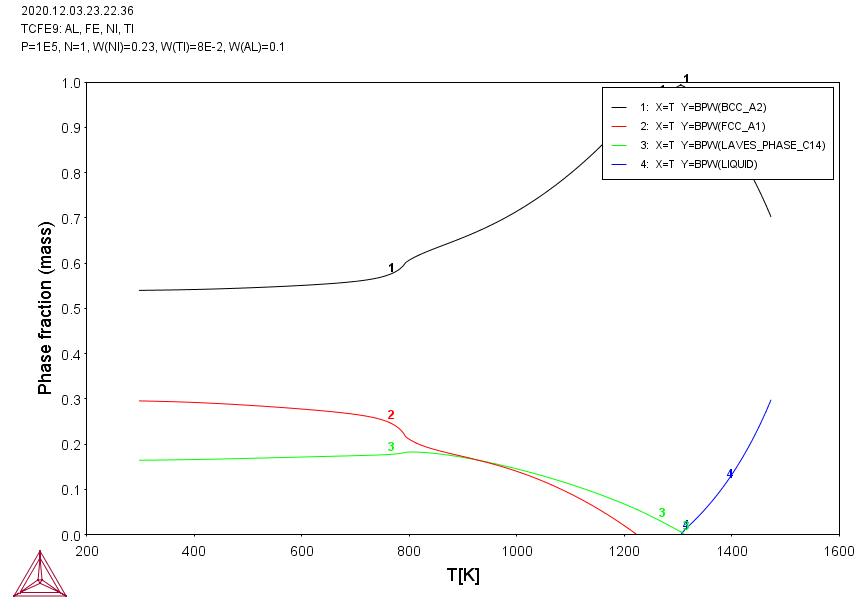 2020.12.03.23.22.36
TCFE9: AL, FE, NI, TI
P=1E5, N=1, W(NI)=0.23, W(TI)=8E-2, W(AL)=0.1
1
1
1: X=T Y=BPW(BCC_A2)
2: X=T Y=BPW(FCC_A1)
3: X=T Y=BPW(LAVES_PHASE_C14)
4: X=T Y=BPW(LIQUID)
1.0
0.9
0.8
0.7
0.6
0.5
0.4
0.3
0.2
0.1
0.0
Phase fraction (mass)
1
2
3
3
4
4
200 400 600 800 1000 1200 1400 1600
T[K]